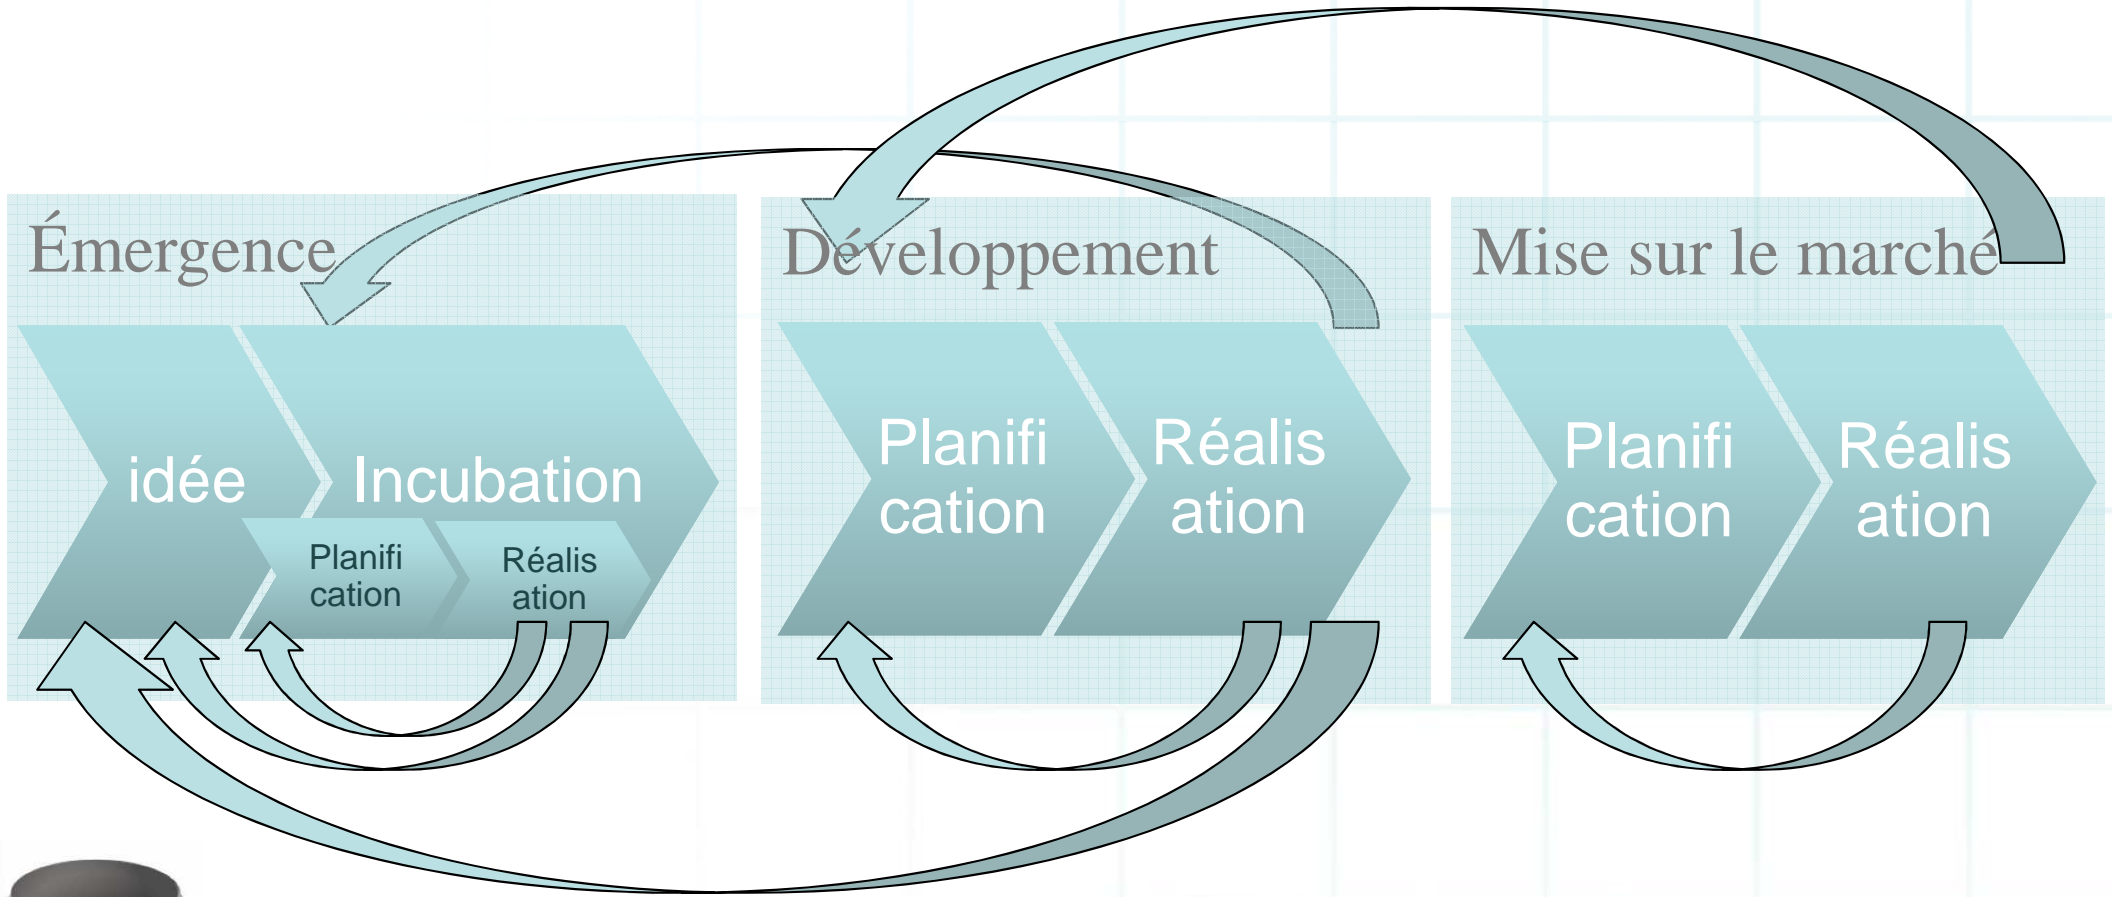 Émergence
Développement
Mise sur le marché
idée
Incubation
Planifi
cation
Réalis
ation
Planifi
cation
Réalis
ation
Planifi
cation
Réalis
ation